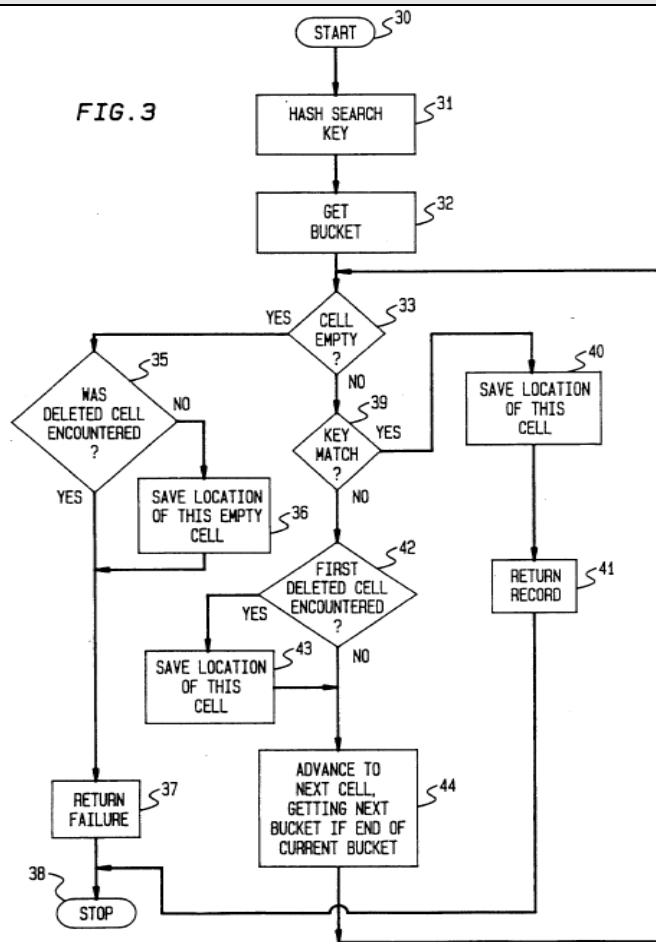 START
30
FIG.3
HASH SEARCH
KEY
31
GET
BUCKET
32
CELL
EMPTY
?
33
YES
NO
WAS
DELETED CELL
ENCOUNTERED
?
35
NO
YES
SAVE LOCATION
OF THIS EMPTY
CELL
36
KEY
MATCH
?
39
YES
NO
SAVE LOCATION
OF THIS
CELL
40
RETURN
RECORD
41
FIRST
DELETED CELL
ENCOUNTERED
?
42
YES
NO
SAVE LOCATION
OF THIS
CELL
43
ADVANCE TO
NEXT CELL,
GETTING NEXT
BUCKET IF END OF
CURRENT BUCKET
44
RETURN
FAILURE
37
38
STOP